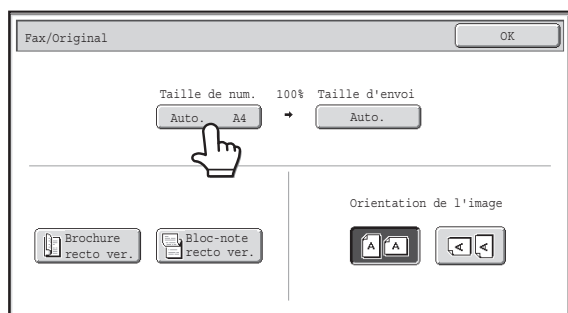 Fax/Original OK
Taille de num. 100% Taille d'envoi
Auto. A4 Auto.
Orientation de l'image
Brochure
recto ver.
Bloc-note
recto ver.
A A A A